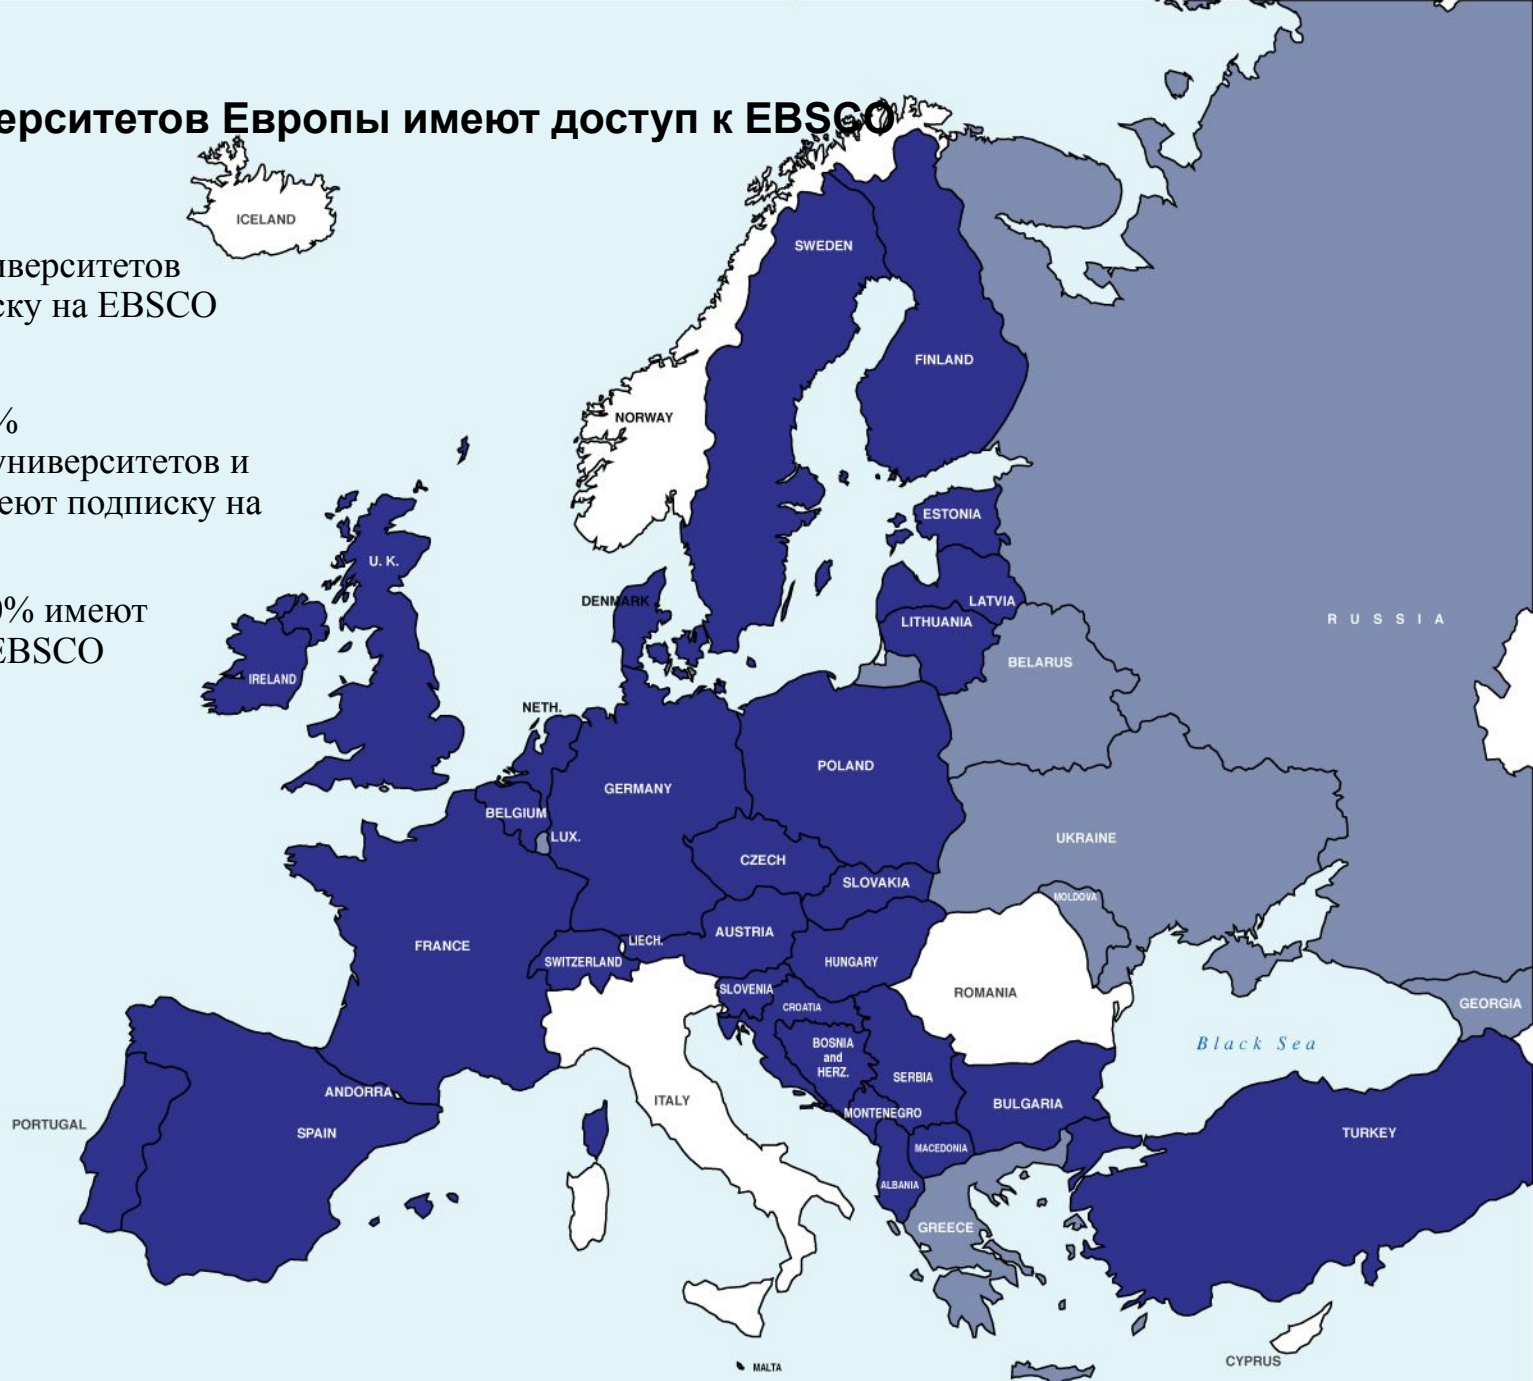 ерситетов Европы имеют доступ к EBSCO
ICELAND
SWEDEN
иверситетов
ску на EBSCO
FINLAND
NORWAY
%
университетов и
еют подписку на
ESTONIA
U. K.
DENMARK
LATVIA
0% имеют
LITHUANIA
RUSSIA
EBSCO
BELARUS
IRELAND
NETH.
POLAND
GERMANY
BELGIUM
LUX.
UKRAINE
CZECH
SLOVAKIA
MOLDOVA
AUSTRIA
FRANCE
LIECH.
SWITZERLAND
HUNGARY
SLOVENIA
ROMANIA
CROATIA
GEORGIA
BOSNIA
and
HERZ.
Black Sea
SERBIA
ANDORRA
ITALY
BULGARIA
MONTENEGRO
PORTUGAL
SPAIN
TURKEY
MACEDONIA
ALBANIA
GREECE
CYPRUS
MALTA